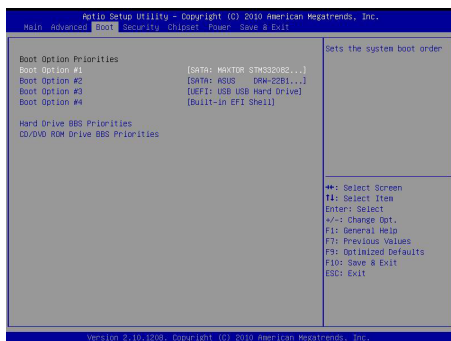 Aptio Setup Utility - Copyright (C) 2010 American Megatrends, Inc.
Main Advanced Boot Security Chipset Power Save & Exit
Boot Option Priorities
Boot Option #1 [SATA: MAXTOR STM3320B2...]
Boot Option #2 [SATA: ASUS DRW-22B1...]
Boot Option #3 [UEFI: USB USB Hard Drive]
Boot Option #4 [Built-in EFI Shell]
Hard Drive BBS Priorities
CD/DVD ROM Drive BBS Priorities
Sets the system boot order
→←: Select Screen
↑↓: Select Item
Enter: Select
+/-: Change Opt.
F1: General Help
F7: Previous Values
F9: Optimized Defaults
F10: Save & Exit
ESC: Exit
Version 2.10.1208. Copyright (C) 2010 American Megatrends, Inc.